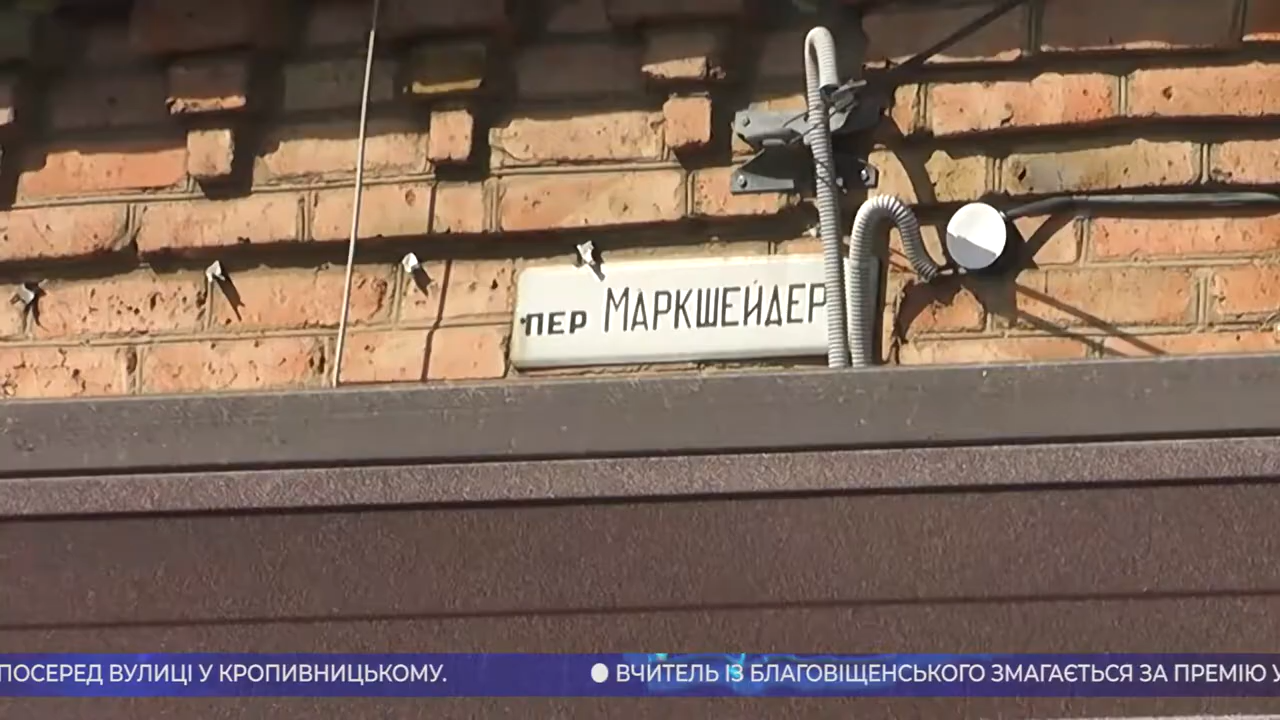 пер МАРКШЕЙДЕР
ПОСЕРЕД ВУЛИЦІ У КРОПИВНИЦЬКОМУ. ● ВЧИТЕЛЬ ІЗ БЛАГОВІЩЕНСЬКОГО ЗМАГАЄТЬСЯ ЗА ПРЕМІЮ У